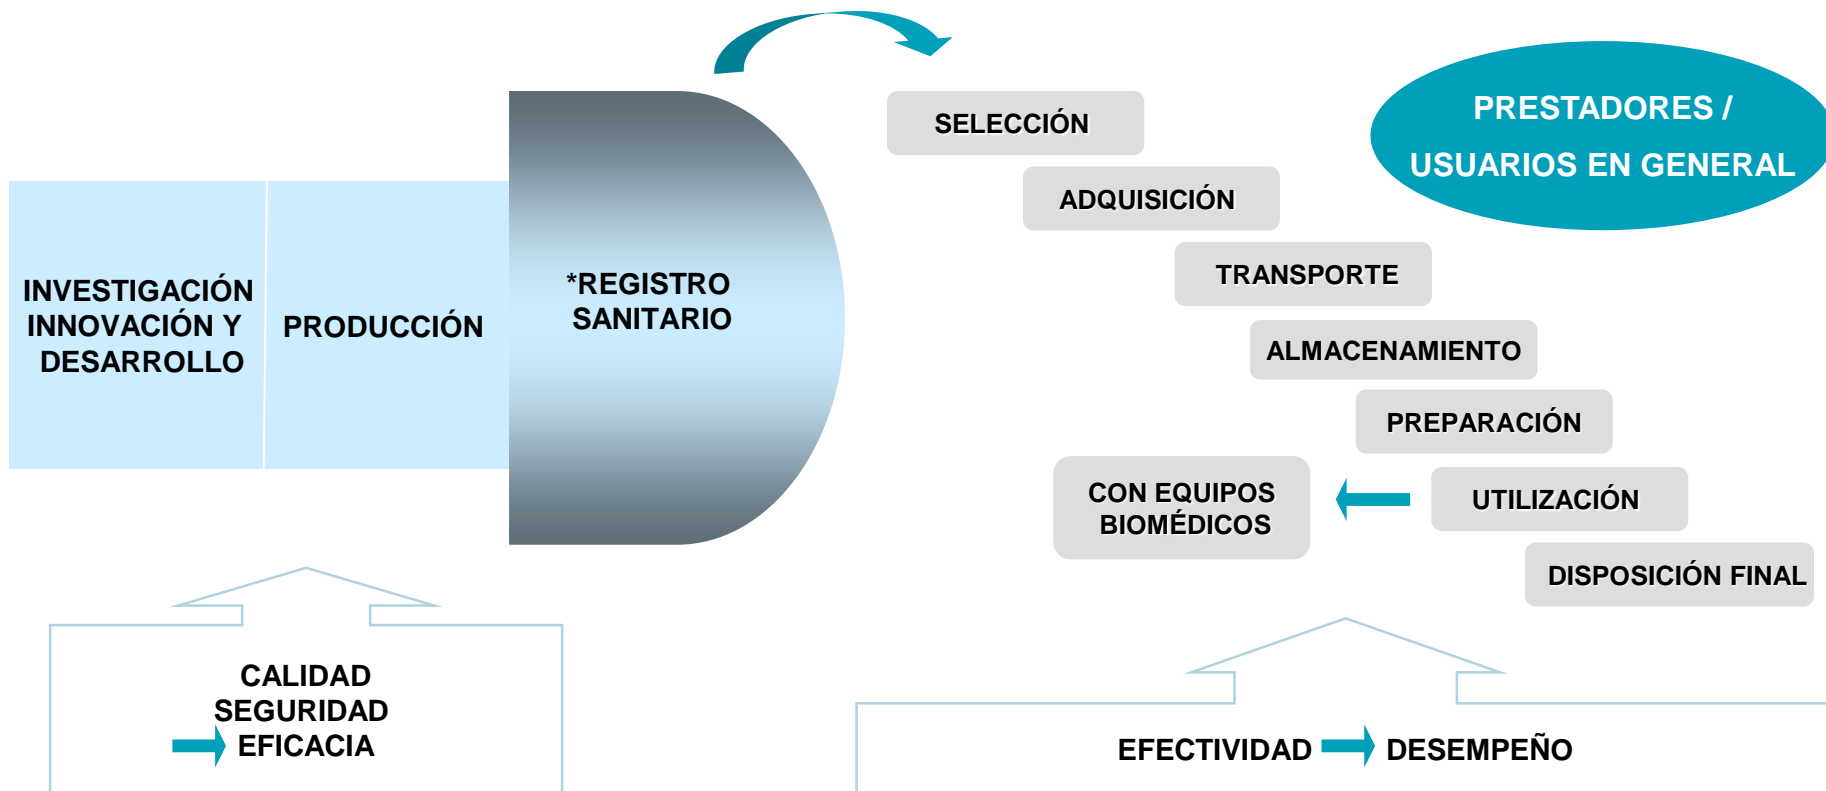 INVESTIGACIÓN
INNOVACIÓN Y
DESARROLLO
PRODUCCIÓN
*REGISTRO
SANITARIO
SELECCIÓN
ADQUISICIÓN
TRANSPORTE
ALMACENAMIENTO
PREPARACIÓN
UTILIZACIÓN
CON EQUIPOS
BIOMÉDICOS
DISPOSICIÓN FINAL
PRESTADORES /
USUARIOS EN GENERAL
CALIDAD
SEGURIDAD
EFICACIA
EFECTIVIDAD
DESEMPEÑO